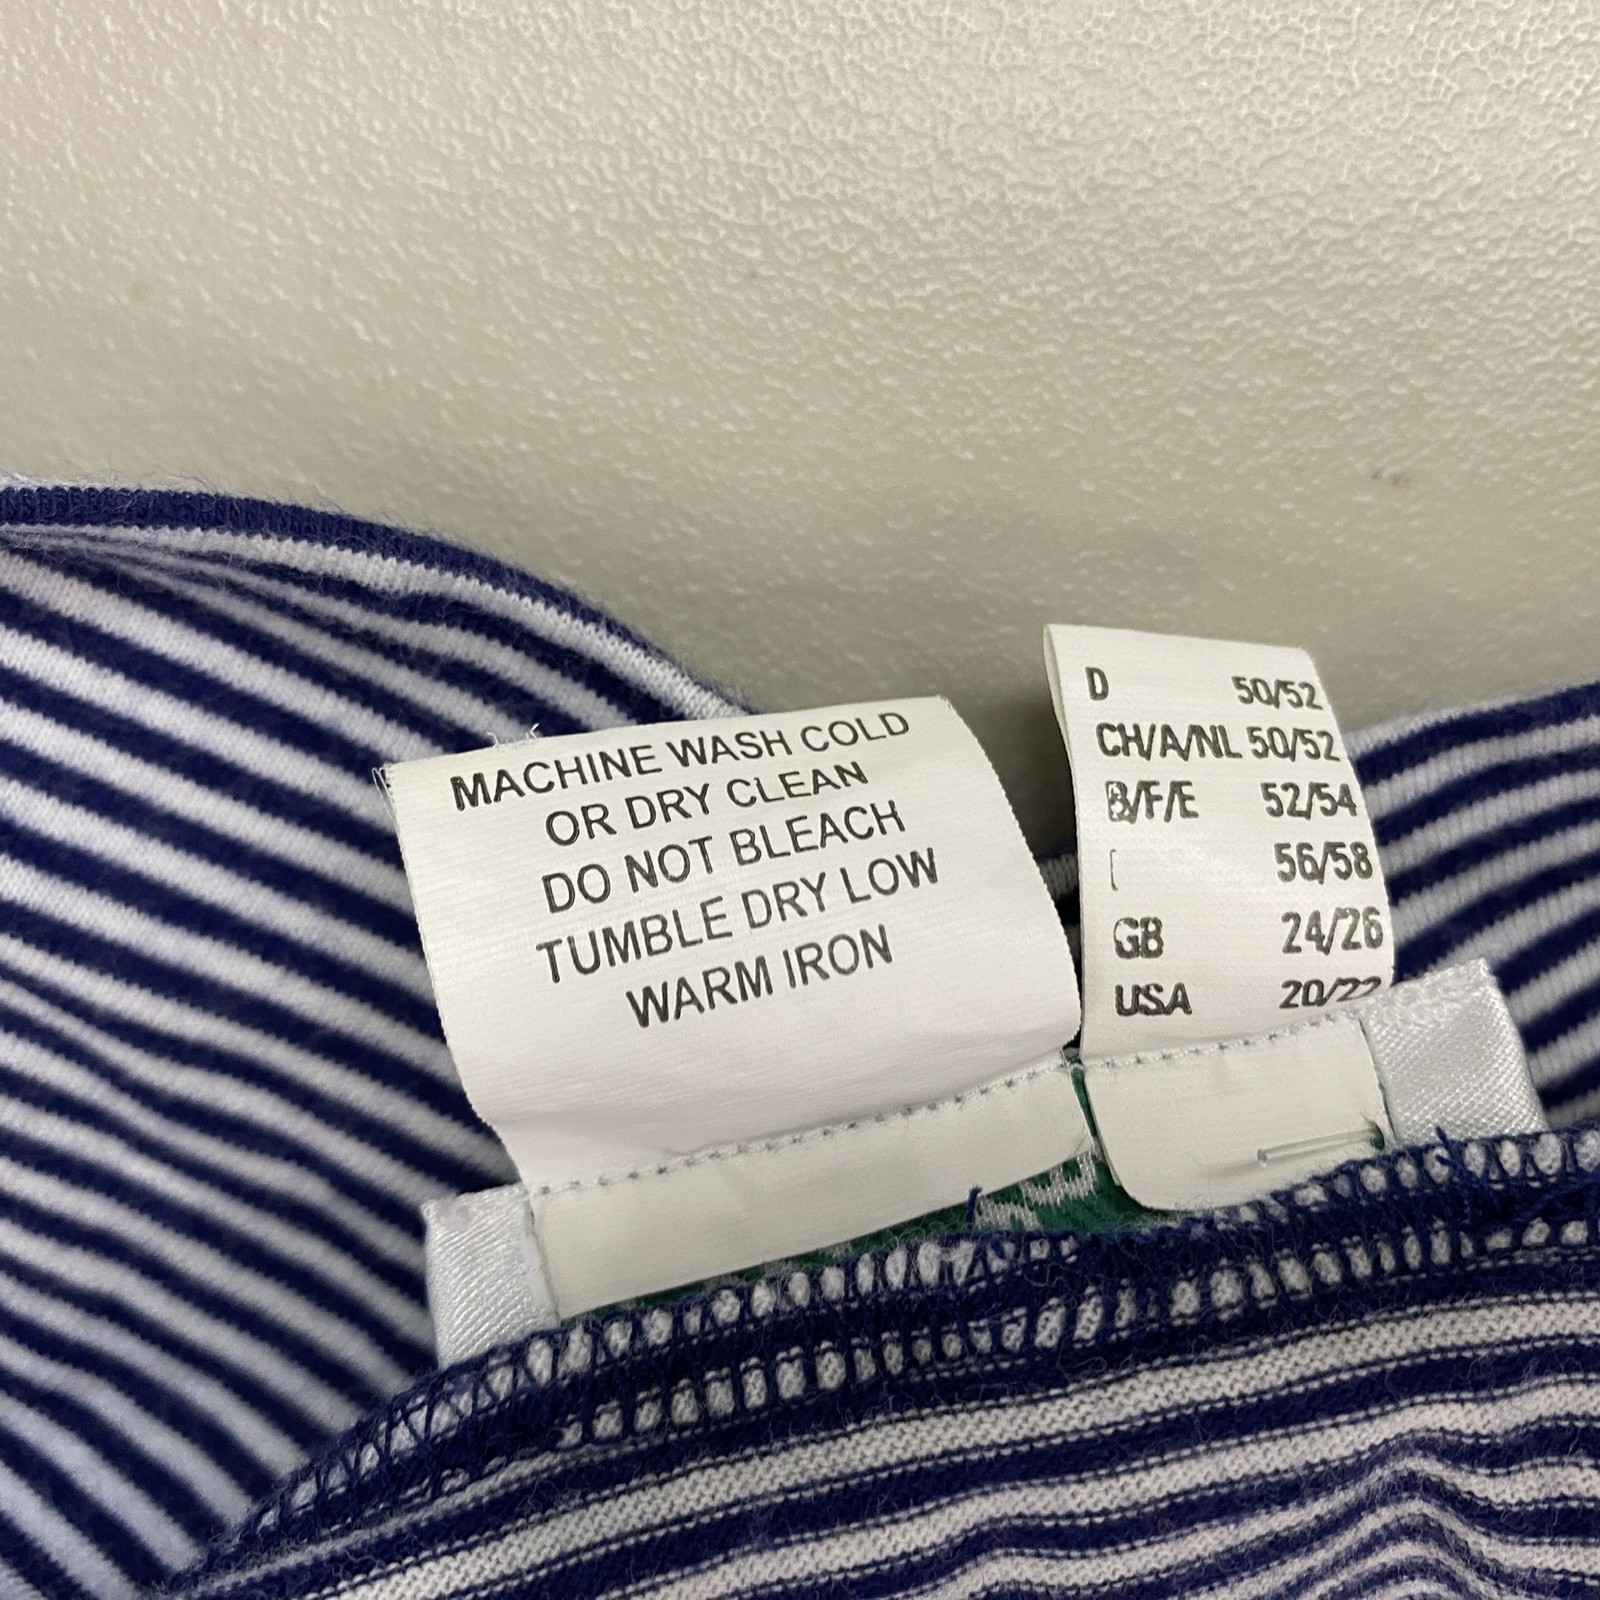 MACHINE WASH COLD
OR DRY CLEAN
DO NOT BLEACH
TUMBLE DRY LOW
WARM IRON
D 50/52
CH/A/NL 50/52
B/F/E 52/54
56/58
GB 24/26
USA 20/22